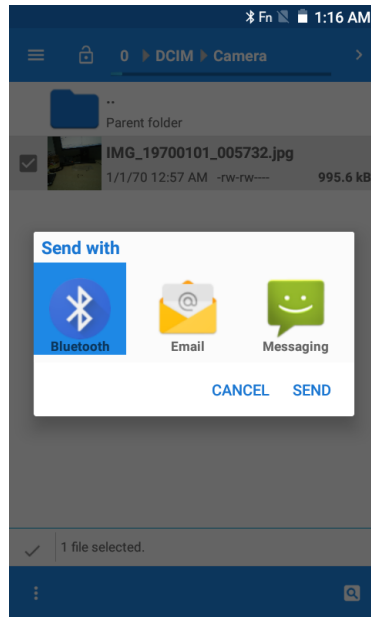 Fn 1:16 AM
0 DCIM Camera
..
Parent folder
IMG_19700101_005732.jpg
1/1/70 12:57 AM -rw-rw---- 995.6 kB
Send with
Bluetooth Email Messaging
CANCEL SEND
1 file selected.